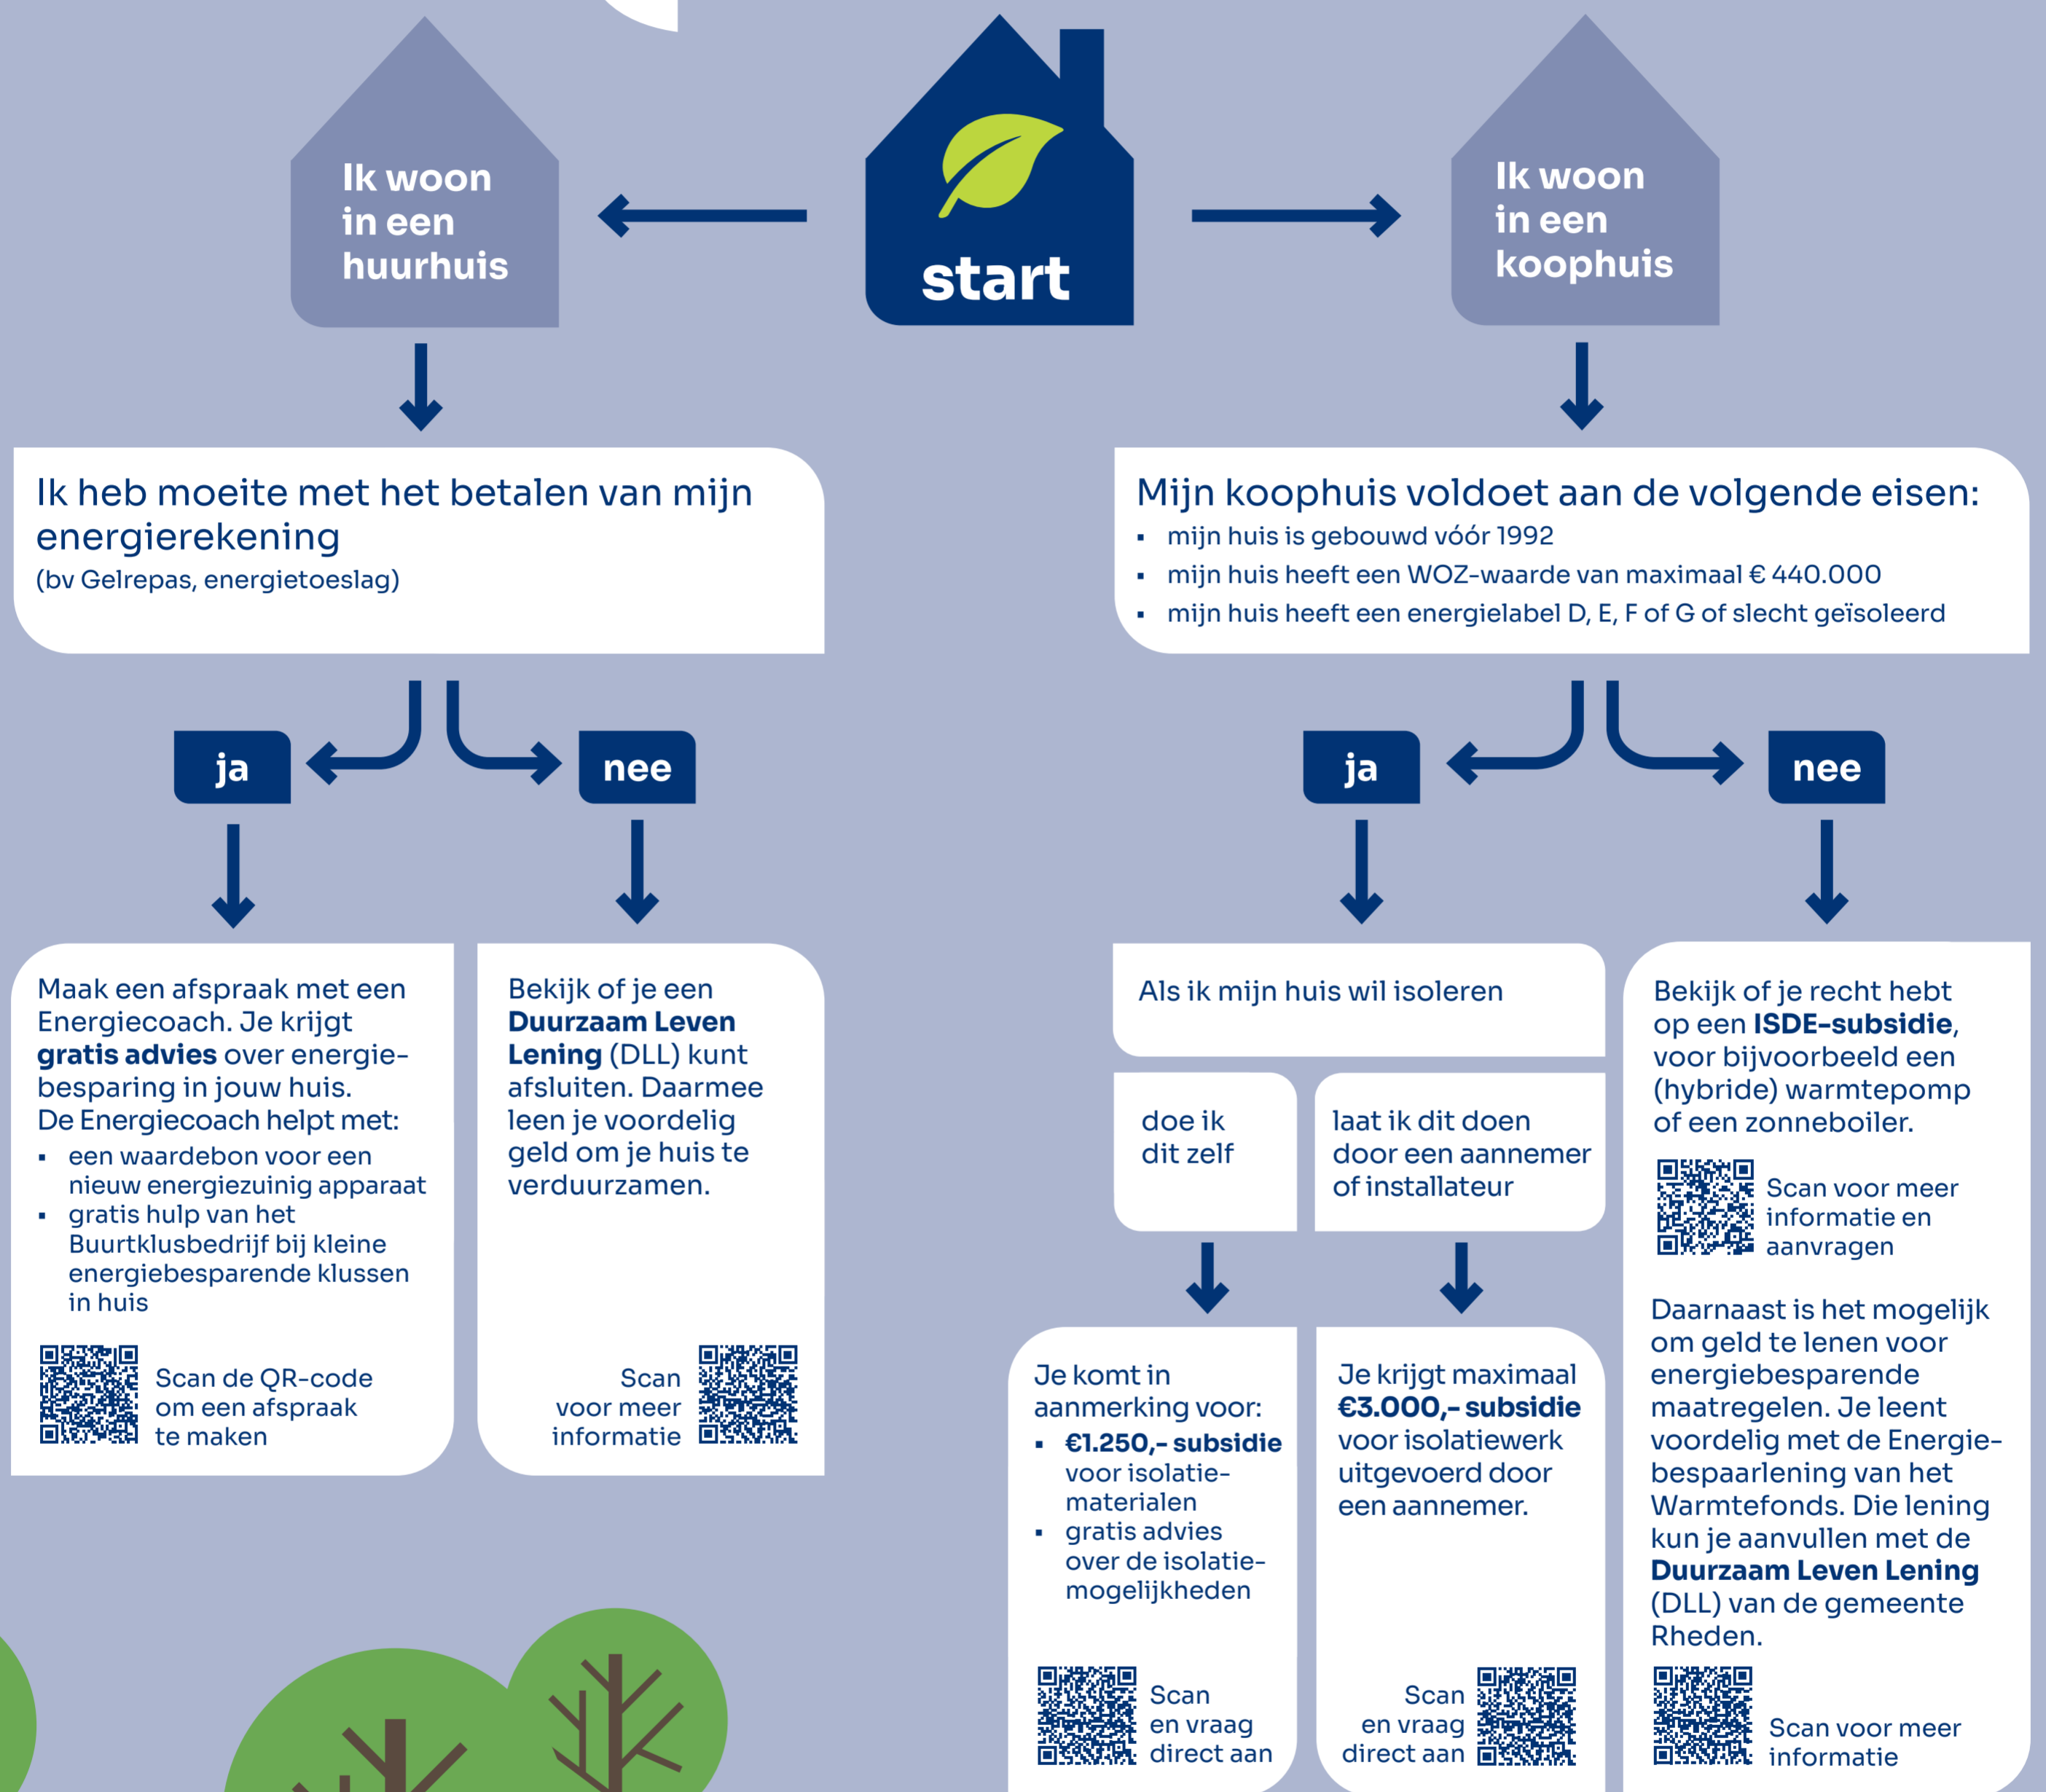 start
Ik woon
in een
huurhuis
Ik heb moeite met het betalen van mijn
energierekening
(bv Gelrepas, energietoeslag)
ja
nee
Maak een afspraak met een
Energiecoach. Je krijgt
gratis advies over energie-
besparing in jouw huis.
De Energiecoach helpt met:
▪ een waardebon voor een
nieuw energiezuinig apparaat
▪ gratis hulp van het
Buurtklusbedrijf bij kleine
energiebesparende klussen
in huis
Scan de QR-code
om een afspraak
te maken
Bekijk of je een
Duurzaam Leven
Lening (DLL) kunt
afsluiten. Daarmee
leen je voordelig
geld om je huis te
verduurzamen.
Scan
voor meer
informatie
Ik woon
in een
koophuis
Mijn koophuis voldoet aan de volgende eisen:
▪ mijn huis is gebouwd vóór 1992
▪ mijn huis heeft een WOZ-waarde van maximaal € 440.000
▪ mijn huis heeft een energielabel D, E, F of G of slecht geïsoleerd
ja
nee
Als ik mijn huis wil isoleren
doe ik
dit zelf
laat ik dit doen
door een aannemer
of installateur
Je komt in
aanmerking voor:
▪ €1.250,- subsidie
voor isolatie-
materialen
▪ gratis advies
over de isolatie-
mogelijkheden
Scan
en vraag
direct aan
Je krijgt maximaal
€3.000,- subsidie
voor isolatiewerk
uitgevoerd door
een aannemer.
Scan
en vraag
direct aan
Bekijk of je recht hebt
op een ISDE-subsidie,
voor bijvoorbeeld een
(hybride) warmtepomp
of een zonneboiler.
Scan voor meer
informatie en
aanvragen
Daarnaast is het mogelijk
om geld te lenen voor
energiebesparende
maatregelen. Je leent
voordelig met de Energie-
bespaarlening van het
Warmtefonds. Die lening
kun je aanvullen met de
Duurzaam Leven Lening
(DLL) van de gemeente
Rheden.
Scan voor meer
informatie